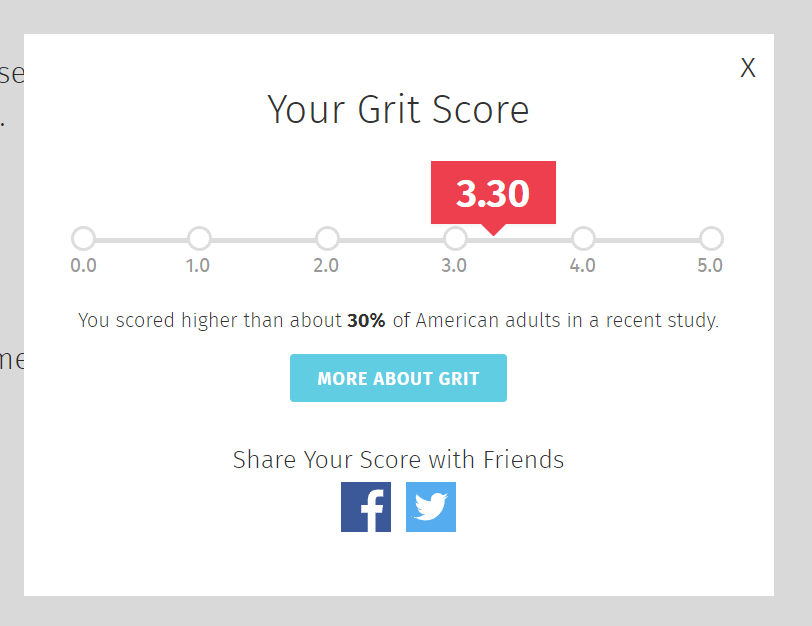 se
.
me
X
Your Grit Score
3.30
0.0 1.0 2.0 3.0 4.0 5.0
You scored higher than about 30% of American adults in a recent study.
MORE ABOUT GRIT
Share Your Score with Friends
f